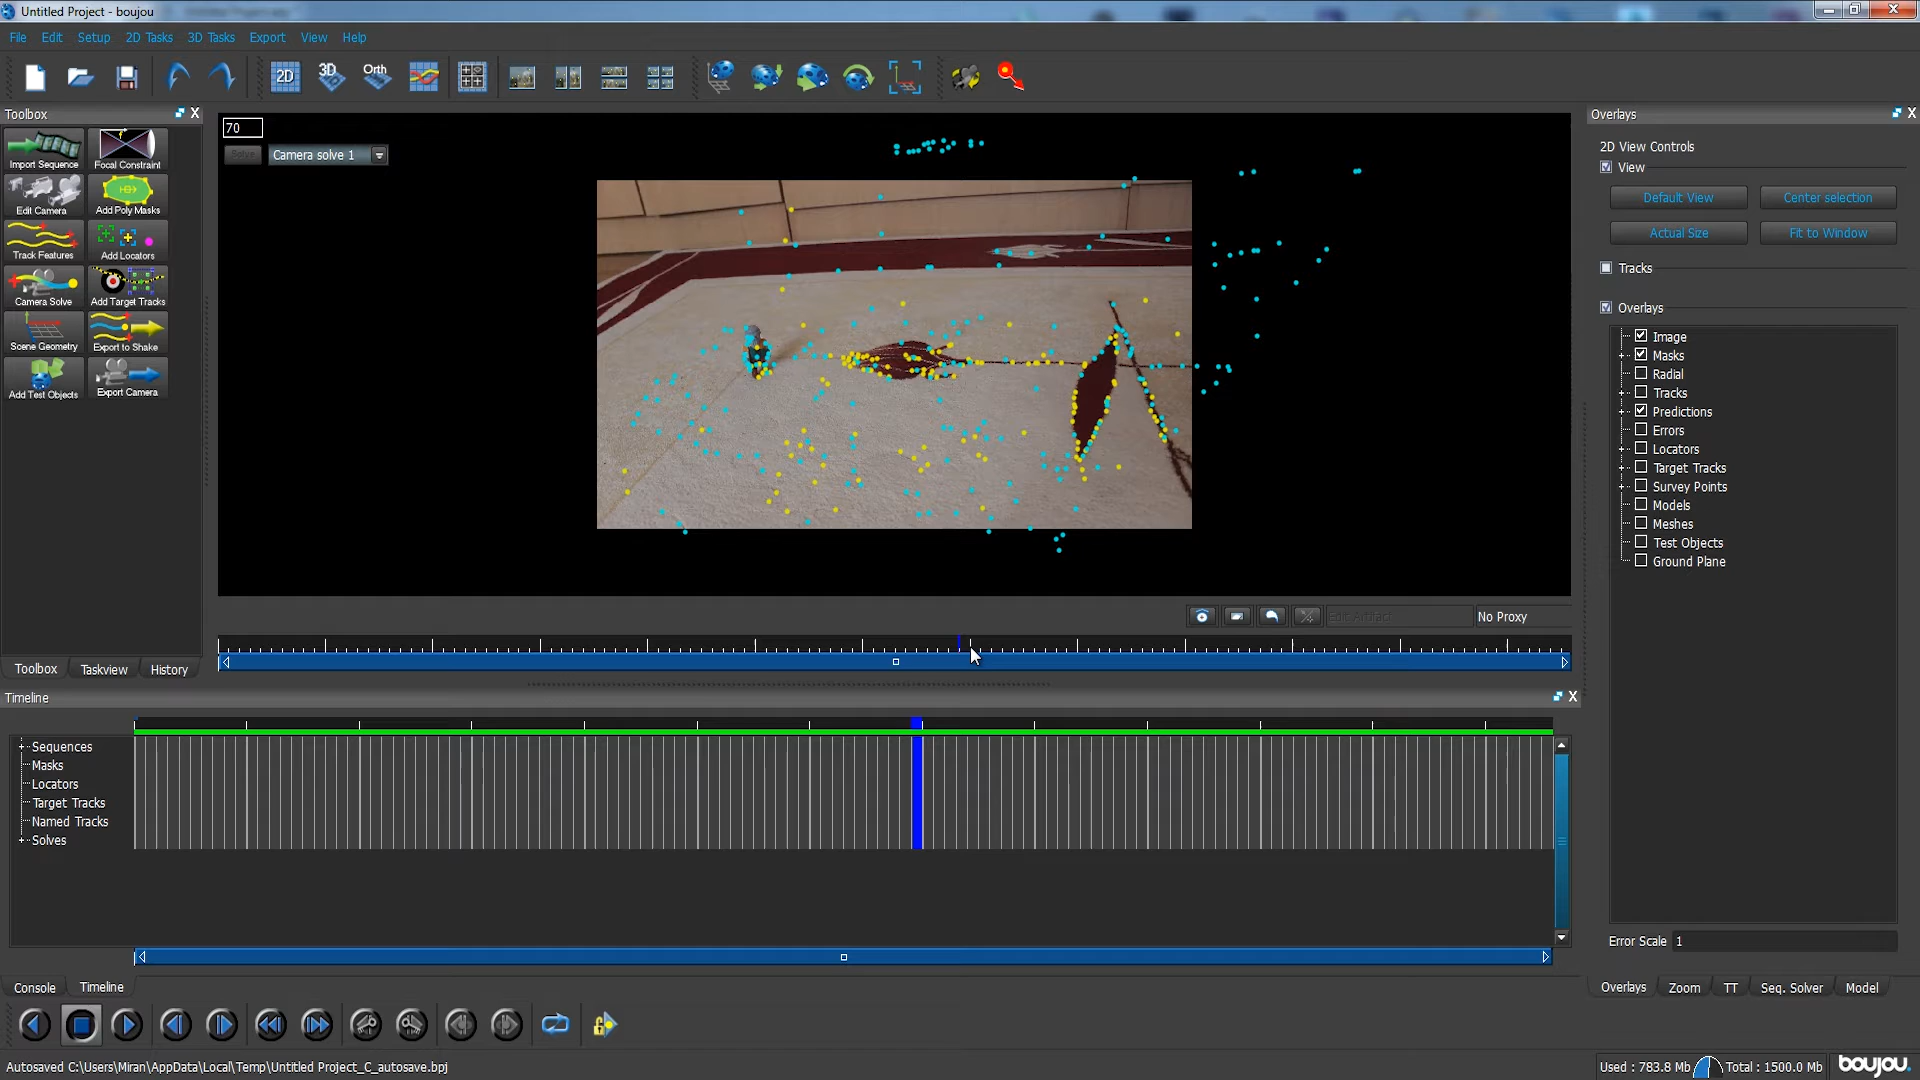 Untitled Project - boujou
File Edit Setup 2D Tasks 3D Tasks Export View Help
2D 3D Orth
Toolbox
Import Sequence Focal Constraint
Edit Camera Add Poly Masks
Track Features Add Locators
Camera Solve Add Target Tracks
Scene Geometry Export to Shake
Add Test Objects Export Camera
Toolbox Taskview History
70
Solve Camera solve 1
Edit Artifact No Proxy
Overlays
2D View Controls
View
Default View Center selection
Actual Size Fit to Window
Tracks
Overlays
Image
Masks
Radial
Tracks
Predictions
Errors
Locators
Target Tracks
Survey Points
Models
Meshes
Test Objects
Ground Plane
Error Scale 1
Overlays Zoom TT Seq. Solver Model
Timeline
Sequences
Masks
Locators
Target Tracks
Named Tracks
Solves
Console Timeline
Autosaved C:\Users\Miran\AppData\Local\Temp\Untitled Project_C_autosave.bpj
Used : 783.8 Mb Total : 1500.0 Mb boujou.